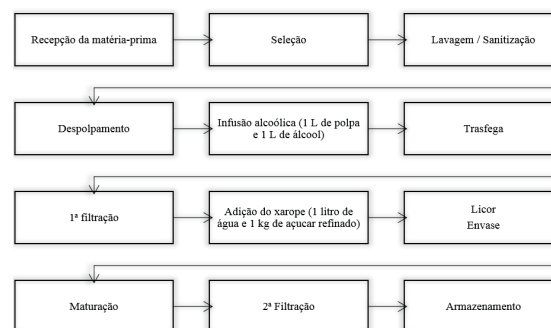 Recepção da matéria-prima
Seleção
Lavagem / Sanitização
Despolpamento
Infusão alcoólica (1 L de polpa
e 1 L de álcool)
Trasfega
1ª filtração
Adição do xarope (1 litro de
água e 1 kg de açucar refinado)
Licor
Envase
Maturação
2ª Filtração
Armazenamento